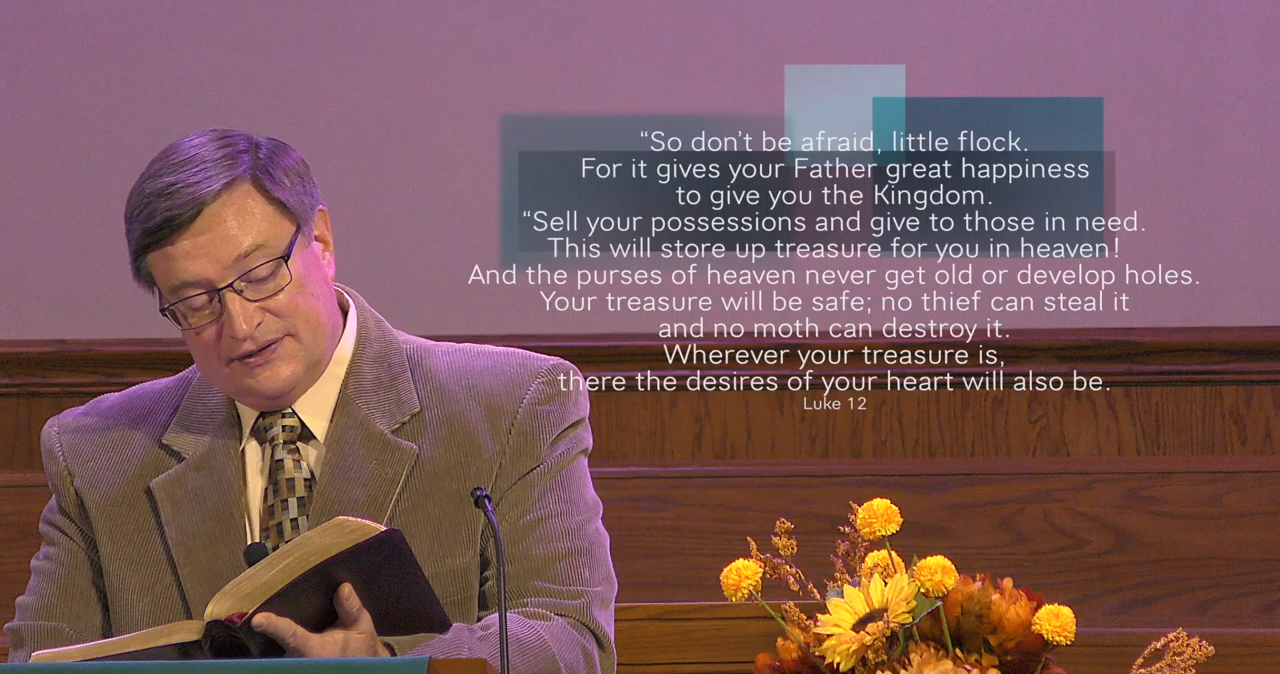 “So don’t be afraid, little flock.
For it gives your Father great happiness
to give you the Kingdom.
“Sell your possessions and give to those in need.
This will store up treasure for you in heaven!
And the purses of heaven never get old or develop holes.
Your treasure will be safe; no thief can steal it
and no moth can destroy it.
Wherever your treasure is,
there the desires of your heart will also be.
Luke 12